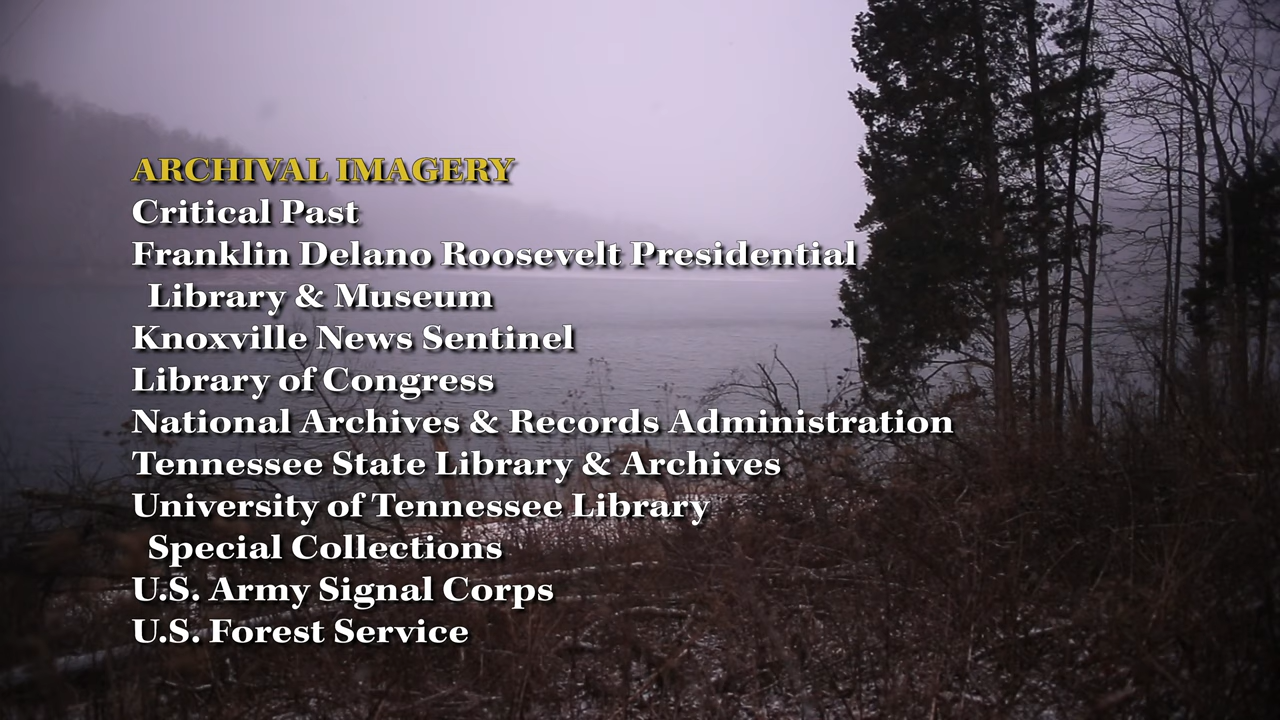 ARCHIVAL IMAGERY
Critical Past
Franklin Delano Roosevelt Presidential
Library & Museum
Knoxville News Sentinel
Library of Congress
National Archives & Records Administration
Tennessee State Library & Archives
University of Tennessee Library
Special Collections
U.S. Army Signal Corps
U.S. Forest Service